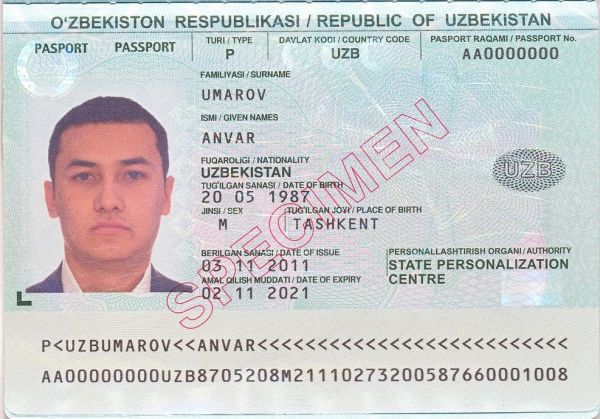 O'ZBEKISTON RESPUBLIKASI / REPUBLIC OF UZBEKISTAN
PASPORT PASSPORT
TURI / TYPE DAVLAT KODI / COUNTRY CODE PASPORT RAQAMI / PASSPORT No.
P UZB AA0000000
FAMILIYASI / SURNAME
UMAROV
ISMI / GIVEN NAMES
ANVAR
FUQAROLIGI / NATIONALITY
UZBEKISTAN
UZB
TUG'ILGAN SANASI / DATE OF BIRTH
20 05 1987
JINSI / SEX TUG'ILGAN JOYI / PLACE OF BIRTH
M TASHKENT
BERILGAN SANASI / DATE OF ISSUE PERSONALLASHTIRISH ORGANI / AUTHORITY
03 11 2011 STATE PERSONALIZATION
AMAL QILISH MUDDATI / DATE OF EXPIRY CENTRE
02 11 2021
SPECIMEN
P<UZBUMAROV<<ANVAR<<<<<<<<<<<<<<<<<<<<<<<<<<
AA00000000UZB8705208M21110273200587660001008